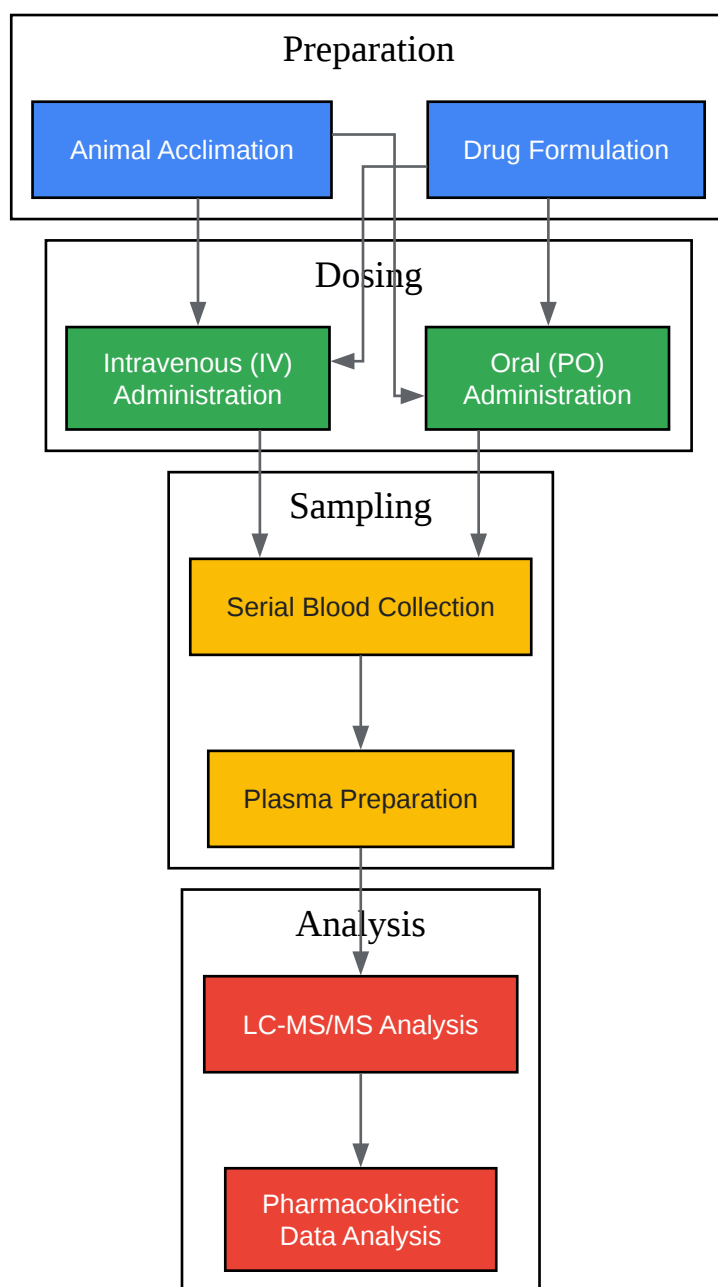 Preparation
Animal Acclimation
Drug Formulation
Dosing
Intravenous (IV)
Administration
Oral (PO)
Administration
Sampling
Serial Blood Collection
Plasma Preparation
Analysis
LC-MS/MS Analysis
Pharmacokinetic
Data Analysis